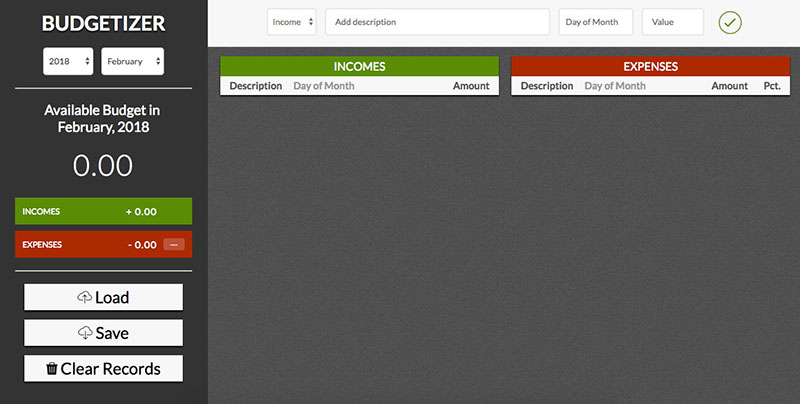 BUDGETIZER
2018 February
Available Budget in
February, 2018
0.00
INCOMES + 0.00
EXPENSES - 0.00 ---
Load
Save
Clear Records
Income Add description Day of Month Value
INCOMES
Description Day of Month Amount
EXPENSES
Description Day of Month Amount Pct.